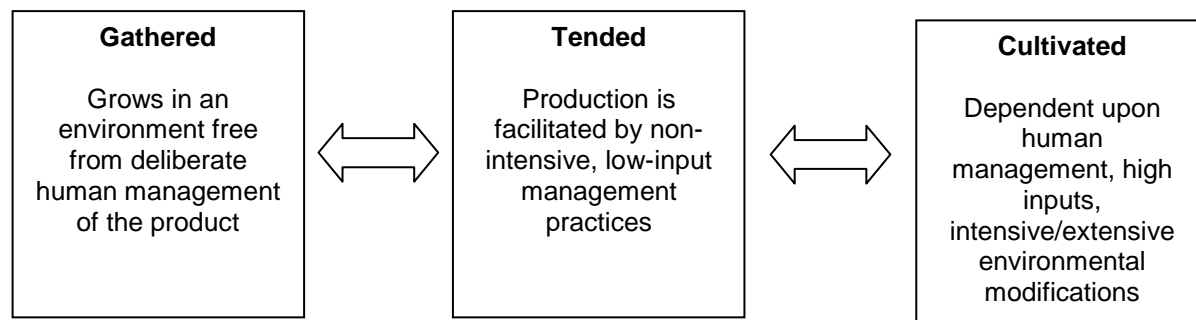 Gathered
Grows in an
environment free
from deliberate
human management
of the product
Tended
Production is
facilitated by non-
intensive, low-input
management
practices
Cultivated
Dependent upon
human
management, high
inputs,
intensive/extensive
environmental
modifications